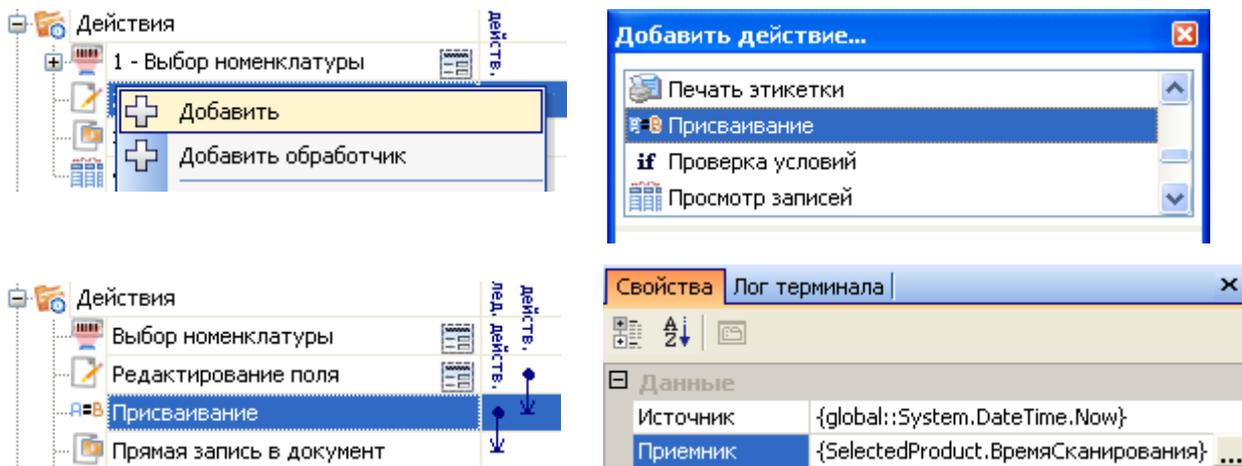 Действия
действ.
1 - Выбор номенклатуры
Добавить
Добавить обработчик
Добавить действие...
Печать этикетки
A=B Присваивание
if Проверка условий
Просмотр записей
Действия
лед. действ.
действ.
Выбор номенклатуры
Редактирование поля
A=B Присваивание
Прямая запись в документ
Свойства
Лог терминала
Данные
Источник {global::System.DateTime.Now}
Приемник {SelectedProduct.ВремяСканирования} ...